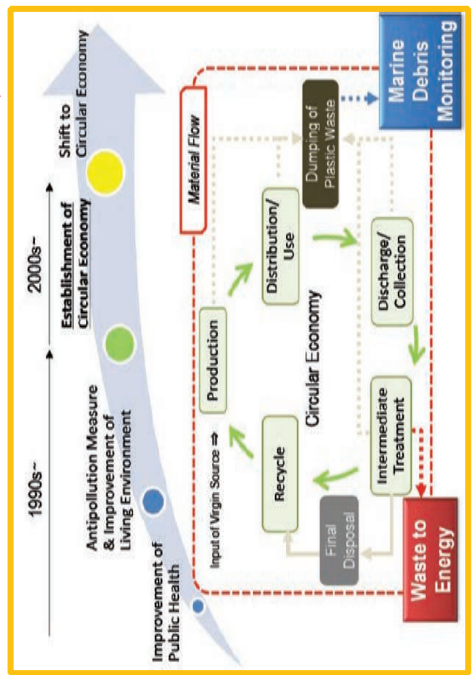 1990s~
2000s~
Improvement of
Public Health
Antipollution Measure
& Improvement of
Living Environment
Establishment of
Circular Economy
Shift to
Circular Economy
Material Flow
Input of Virgin Source ⇒
Production
Distribution/
Use
Dumping of
Plastic Waste
Recycle
Circular Economy
Final
Disposal
Intermediate
Treatment
Discharge/
Collection
Waste to
Energy
Marine
Debris
Monitoring